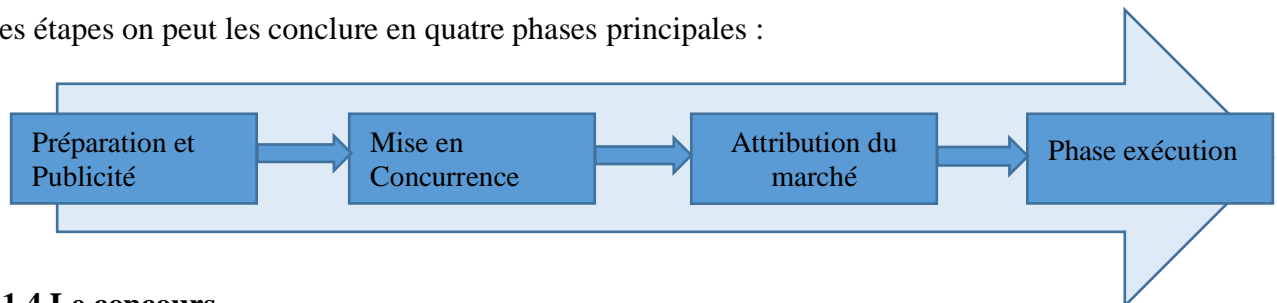 es étapes on peut les conclure en quatre phases principales :
Préparation et
Publicité
Mise en
Concurrence
Attribution du
marché
Phase exécution
1.4 Le concours